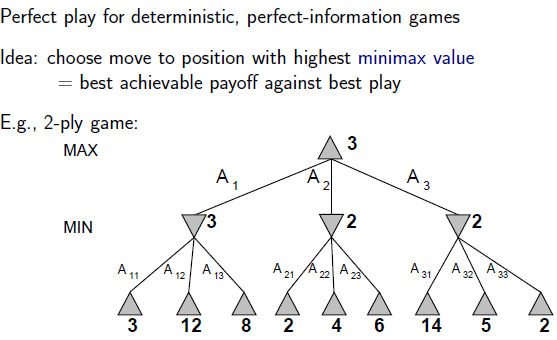 Perfect play for deterministic, perfect-information games
Idea: choose move to position with highest minimax value
= best achievable payoff against best play
E.g., 2-ply game:
MAX
3
A 1
A 2
A 3
MIN
3
2
2
A 11
A 12
A 13
A 21
A 22
A 23
A 31
A 32
A 33
3 12 8 2 4 6 14 5 2